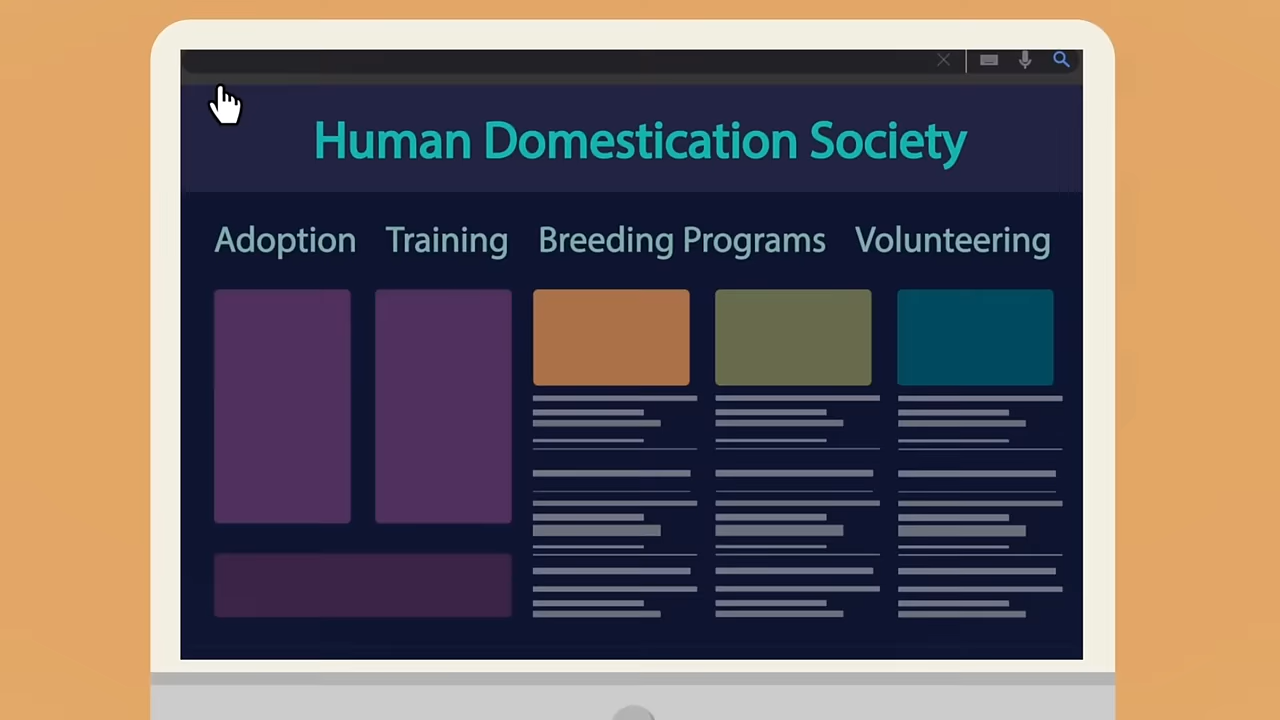 Human Domestication Society
Adoption Training Breeding Programs Volunteering